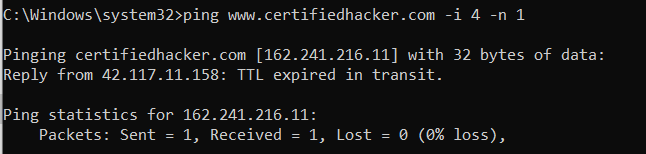 C:\Windows\system32>ping www.certifiedhacker.com -i 4 -n 1
Pinging certifiedhacker.com [162.241.216.11] with 32 bytes of data:
Reply from 42.117.11.158: TTL expired in transit.
Ping statistics for 162.241.216.11:
    Packets: Sent = 1, Received = 1, Lost = 0 (0% loss),